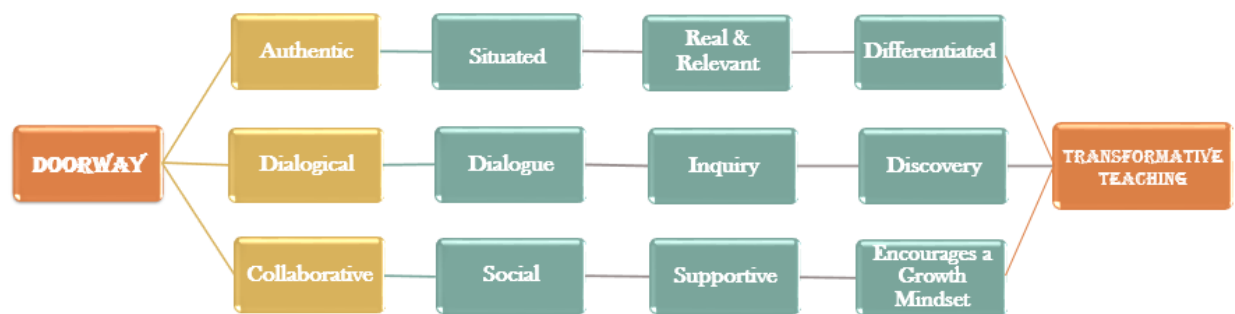 DOORWAY
Authentic
Situated
Real &
Relevant
Differentiated
Dialogical
Dialogue
Inquiry
Discovery
Collaborative
Social
Supportive
Encourages a
Growth
Mindset
TRANSFORMATIVE
TEACHING